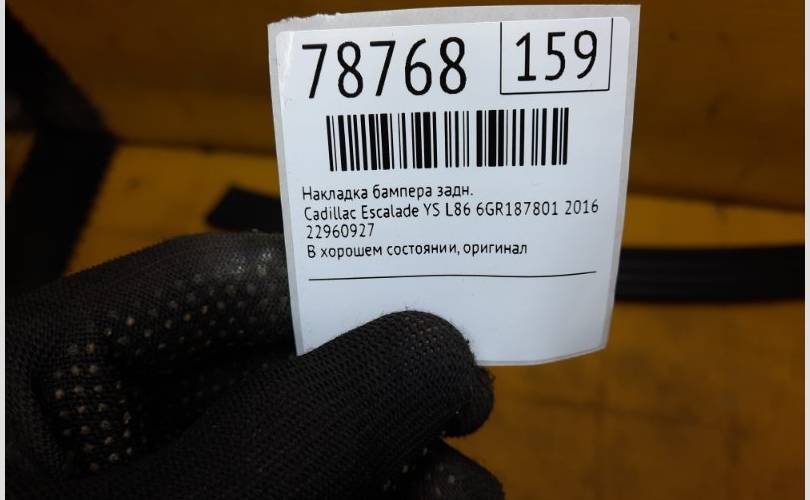 78768 159
Накладка бампера задн.
Cadillac Escalade YS L86 6GR187801 2016
22960927
В хорошем состоянии, оригинал